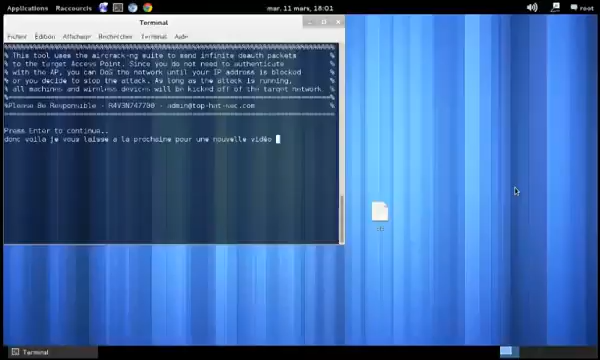 Applications Raccourcis mar. 11 mars, 18:01 root
Terminal
Fichier Édition Affichage Rechercher Terminal Aide
% This tool uses the aircrack-ng suite to send infinite deauth packets %
% to the target Access Point. Since you do not need to authenticate %
% with the AP, you can DoS the network until your IP address is blocked %
% or you decide to stop the attack. As long as the attack is running, %
% all machines and wireless devices will be kicked off of the target network. %
%Please Be Responsible - R4V3N747700 - admin@top-hat-sec.com %
Press Enter to continue..
donc voila je vous laisse a la prochaine pour une nouvelle vidéo
Terminal